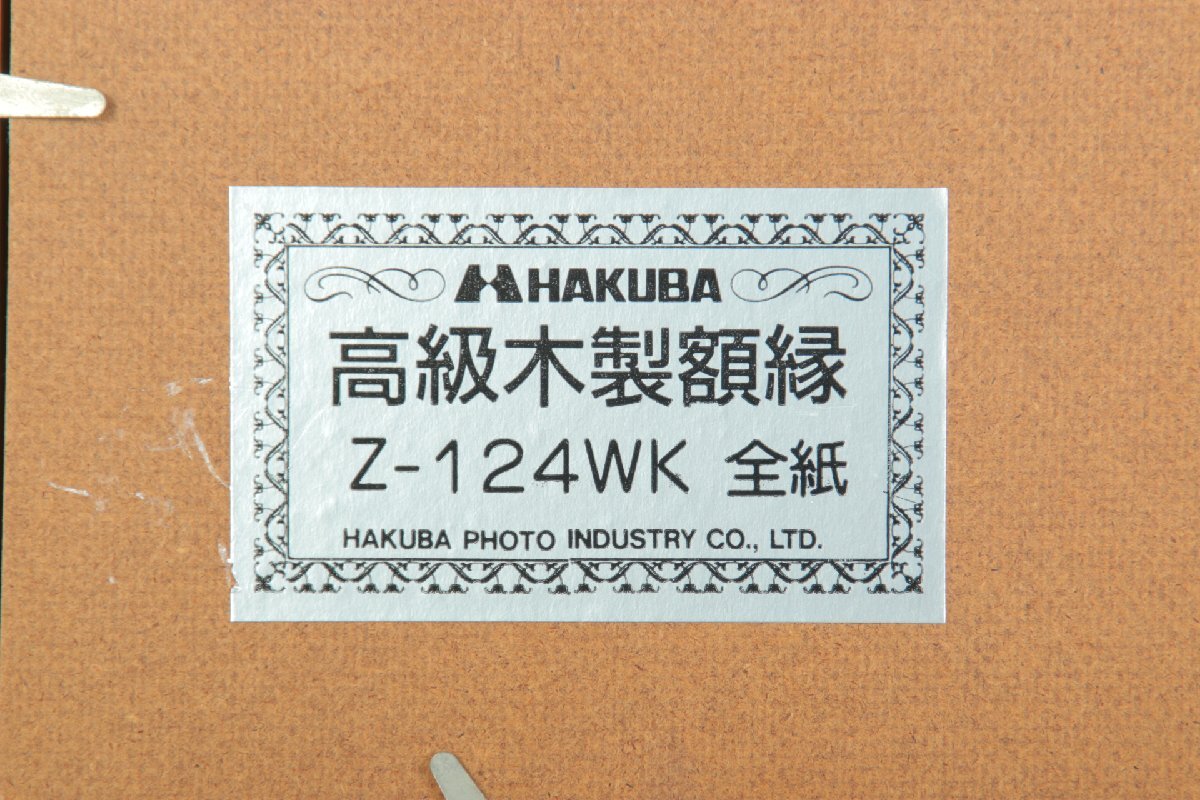 HAKUBA
高級木製額縁
Z-124WK 全紙
HAKUBA PHOTO INDUSTRY CO., LTD.